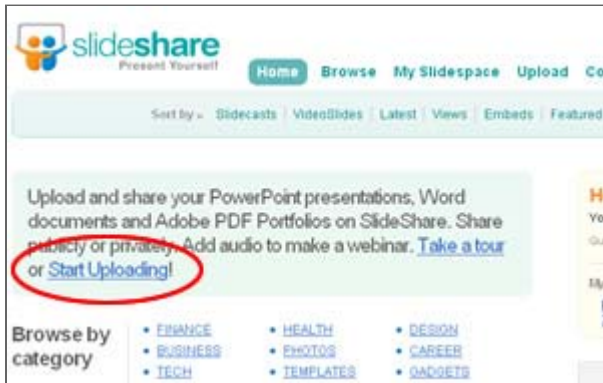 slideshare
Present Yourself
Home Browse My Slidespace Upload
Sort by Slidecasts VideoSlides Latest Views Embeds Featured
Upload and share your PowerPoint presentations, Word
documents and Adobe PDF Portfolios on SlideShare. Share
publicly or privately. Add audio to make a webinar. Take a tour
or Start Uploading!
Browse by
category
• FINANCE • HEALTH • DESIGN
• BUSINESS • PHOTOS • CAREER
• TECH • TEMPLATES • GADGETS